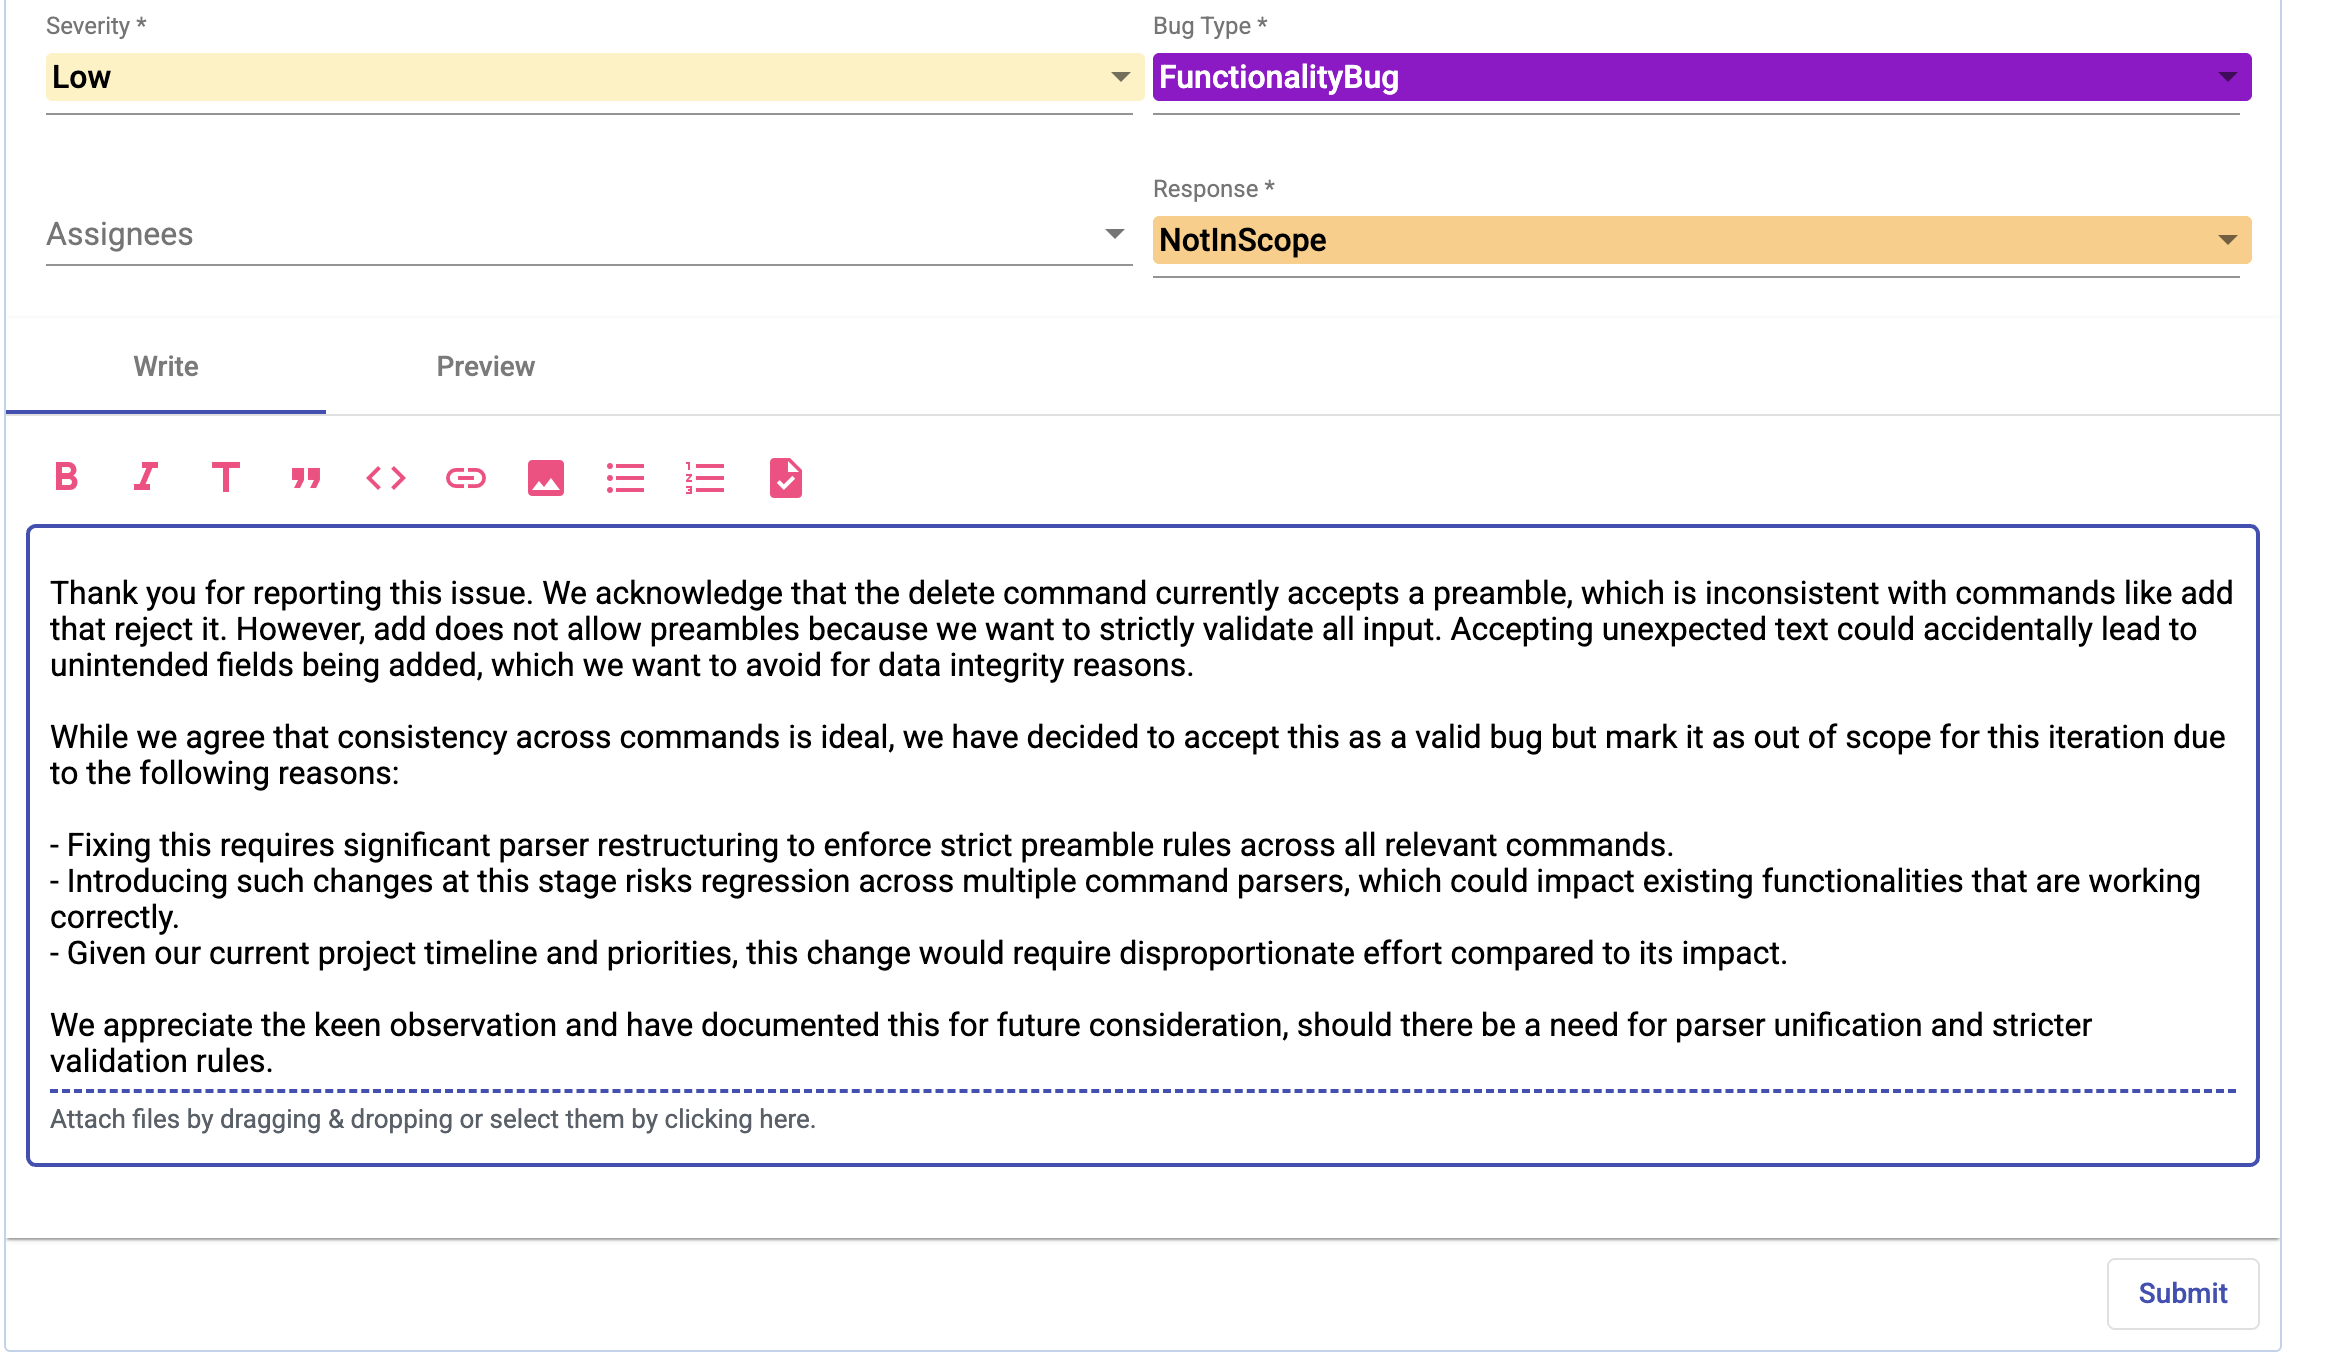 Severity *
Bug Type *
Low
FunctionalityBug
Response *
Assignees
NotInScope
Write
Preview
Thank you for reporting this issue. We acknowledge that the delete command currently accepts a preamble, which is inconsistent with commands like add
that reject it. However, add does not allow preambles because we want to strictly validate all input. Accepting unexpected text could accidentally lead to
unintended fields being added, which we want to avoid for data integrity reasons.
While we agree that consistency across commands is ideal, we have decided to accept this as a valid bug but mark it as out of scope for this iteration due
to the following reasons:
- Fixing this requires significant parser restructuring to enforce strict preamble rules across all relevant commands.
- Introducing such changes at this stage risks regression across multiple command parsers, which could impact existing functionalities that are working
correctly.
- Given our current project timeline and priorities, this change would require disproportionate effort compared to its impact.
We appreciate the keen observation and have documented this for future consideration, should there be a need for parser unification and stricter
validation rules.
Attach files by dragging & dropping or select them by clicking here.
Submit